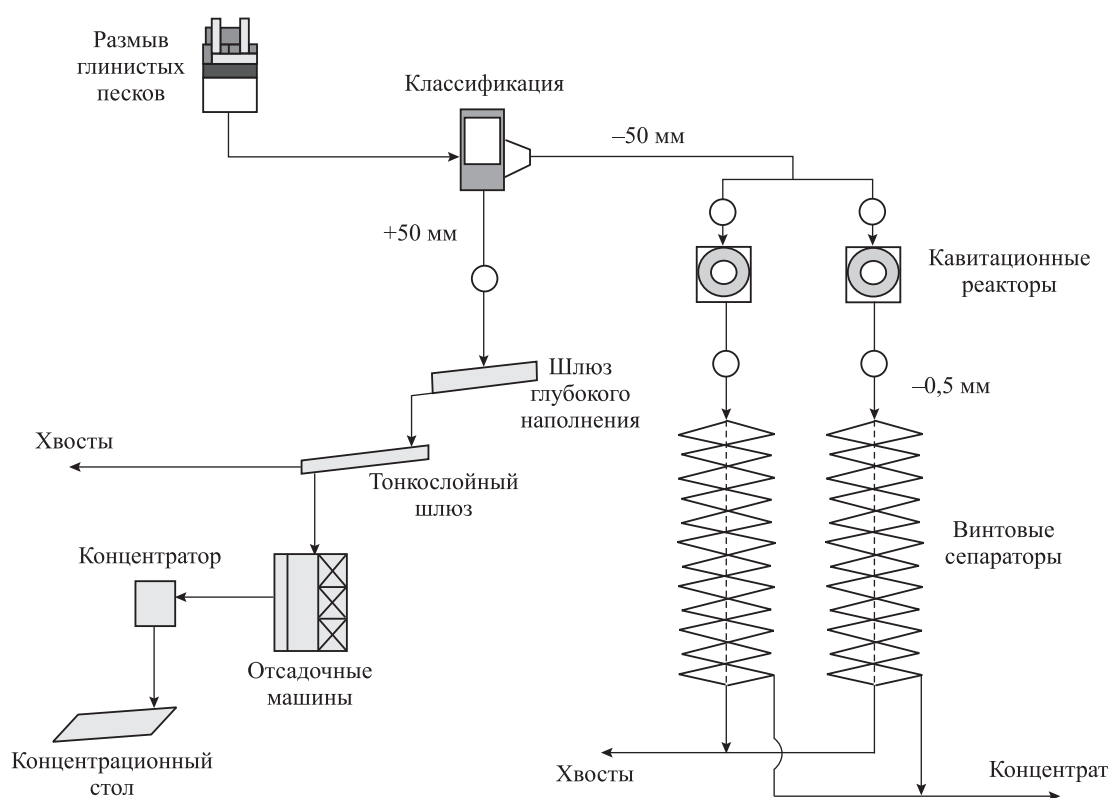 Размыв
глинистых
песков
Классификация
–50 мм
+50 мм
Кавитационные
реакторы
Шлюз
глубокого
наполнения
–0,5 мм
Хвосты
Тонкослойный
шлюз
Винтовые
сепараторы
Концентратор
Отсадочные
машины
Концентрационный
стол
Хвосты
Концентрат